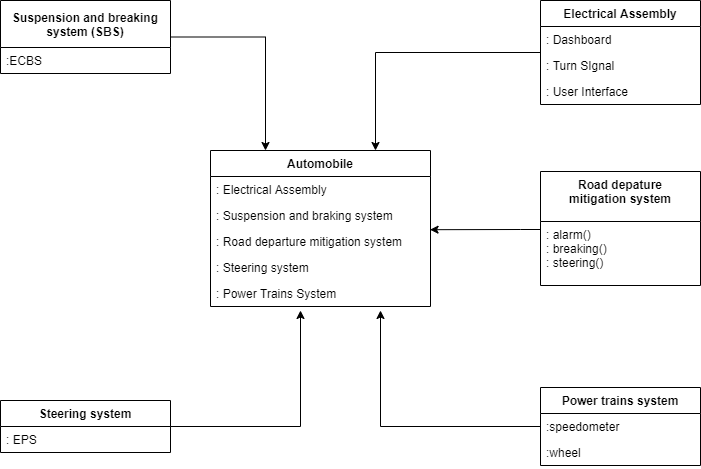 Suspension and breaking
system (SBS)
:ECBS
Electrical Assembly
: Dashboard
: Turn SIgnal
: User Interface
Automobile
: Electrical Assembly
: Suspension and braking system
: Road departure mitigation system
: Steering system
: Power Trains System
Road depature
mitigation system
: alarm()
: breaking()
: steering()
Steering system
: EPS
Power trains system
:speedometer
:wheel